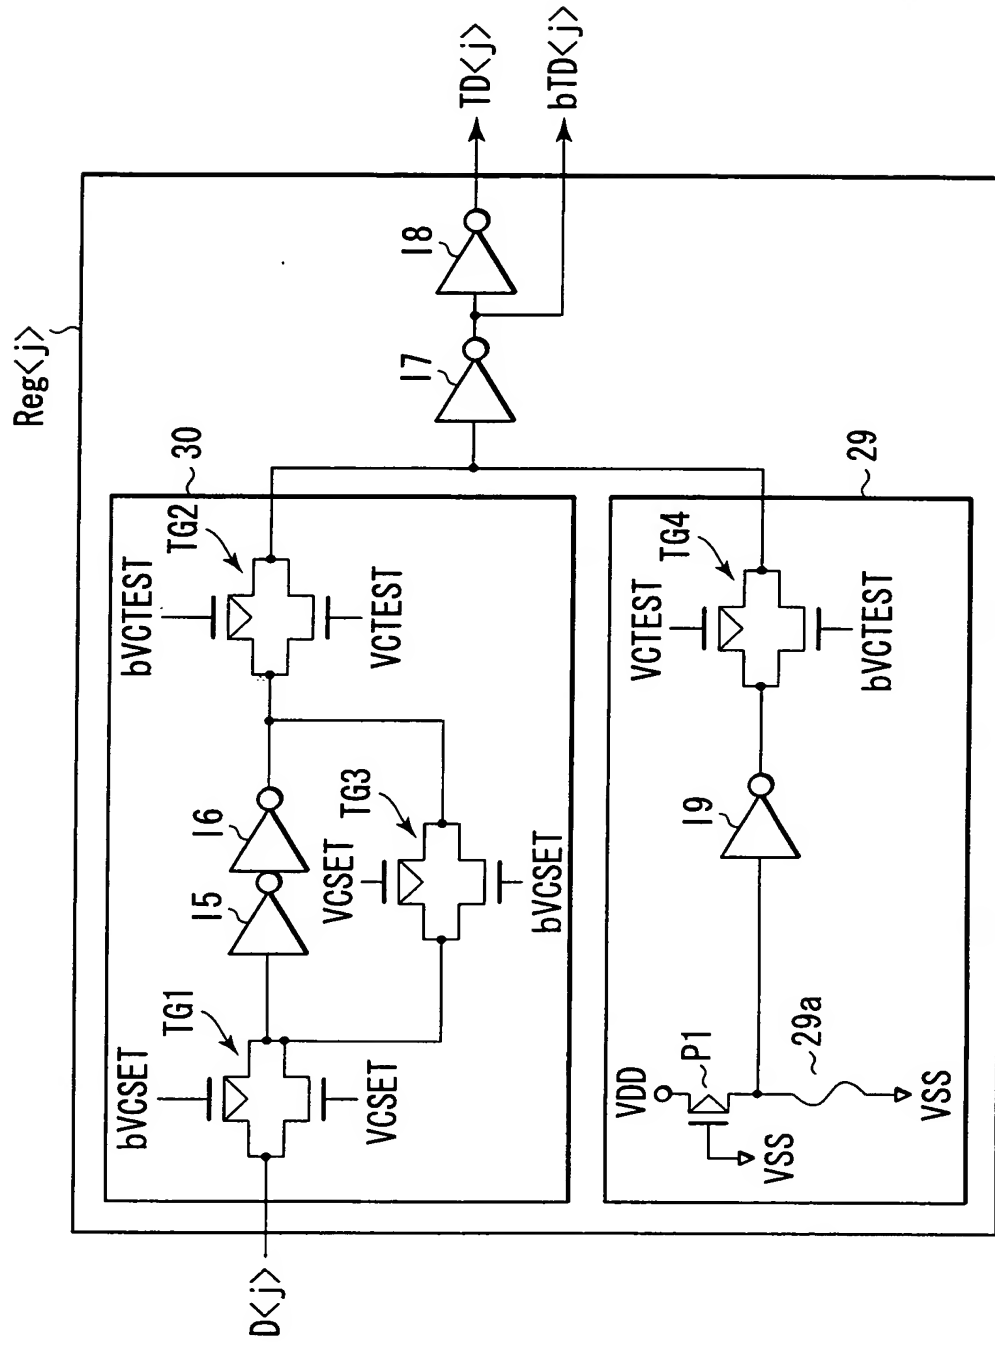 Reg<j>
30
bVCSET
TG1
I5
I6
bVCTEST
TG2
VCSET
VCSET
TG3
bVCSET
VCTEST
D<j>
I7
I8
TD<j>
bTD<j>
29
VDD
P1
VSS
29a
VSS
I9
VCTEST
TG4
bVCTEST